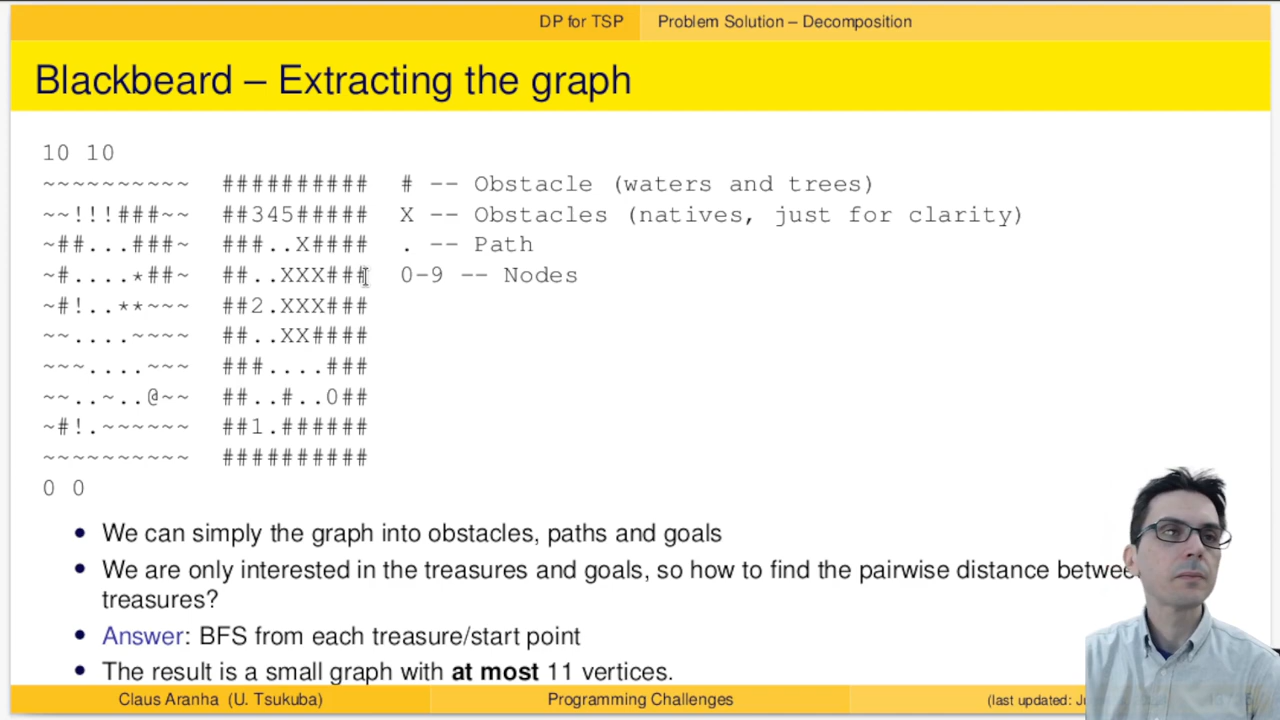 DP for TSP Problem Solution – Decomposition
Blackbeard – Extracting the graph
10 10
~~~~~~~~~~ ########## # -- Obstacle (waters and trees)
~~!!!###~~ ##345##### X -- Obstacles (natives, just for clarity)
~##...###~ ###..X#### . -- Path
~#....*##~ ##..XXX### 0-9 -- Nodes
~#!..**~~~ ##2.XXX###
~~....~~~~ ##..XX####
~~~....~~~ ###....###
~~..~..@~~ ##..#..0##
~#!.~~~~~~ ##1.######
~~~~~~~~~~ ##########
0 0
• We can simply the graph into obstacles, paths and goals
• We are only interested in the treasures and goals, so how to find the pairwise distance betwee
treasures?
• Answer: BFS from each treasure/start point
• The result is a small graph with at most 11 vertices.
Claus Aranha (U. Tsukuba) Programming Challenges (last updated: Ju